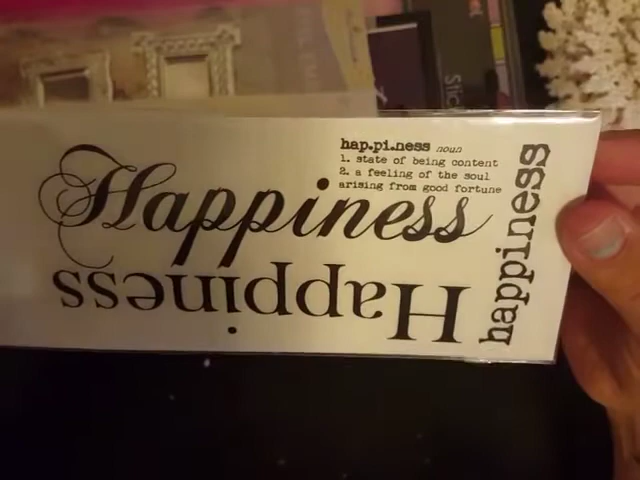 hap.pi.ness noun
1. state of being content
2. a feeling of the soul
arising from good fortune
Happiness
Happiness
happiness
Stic